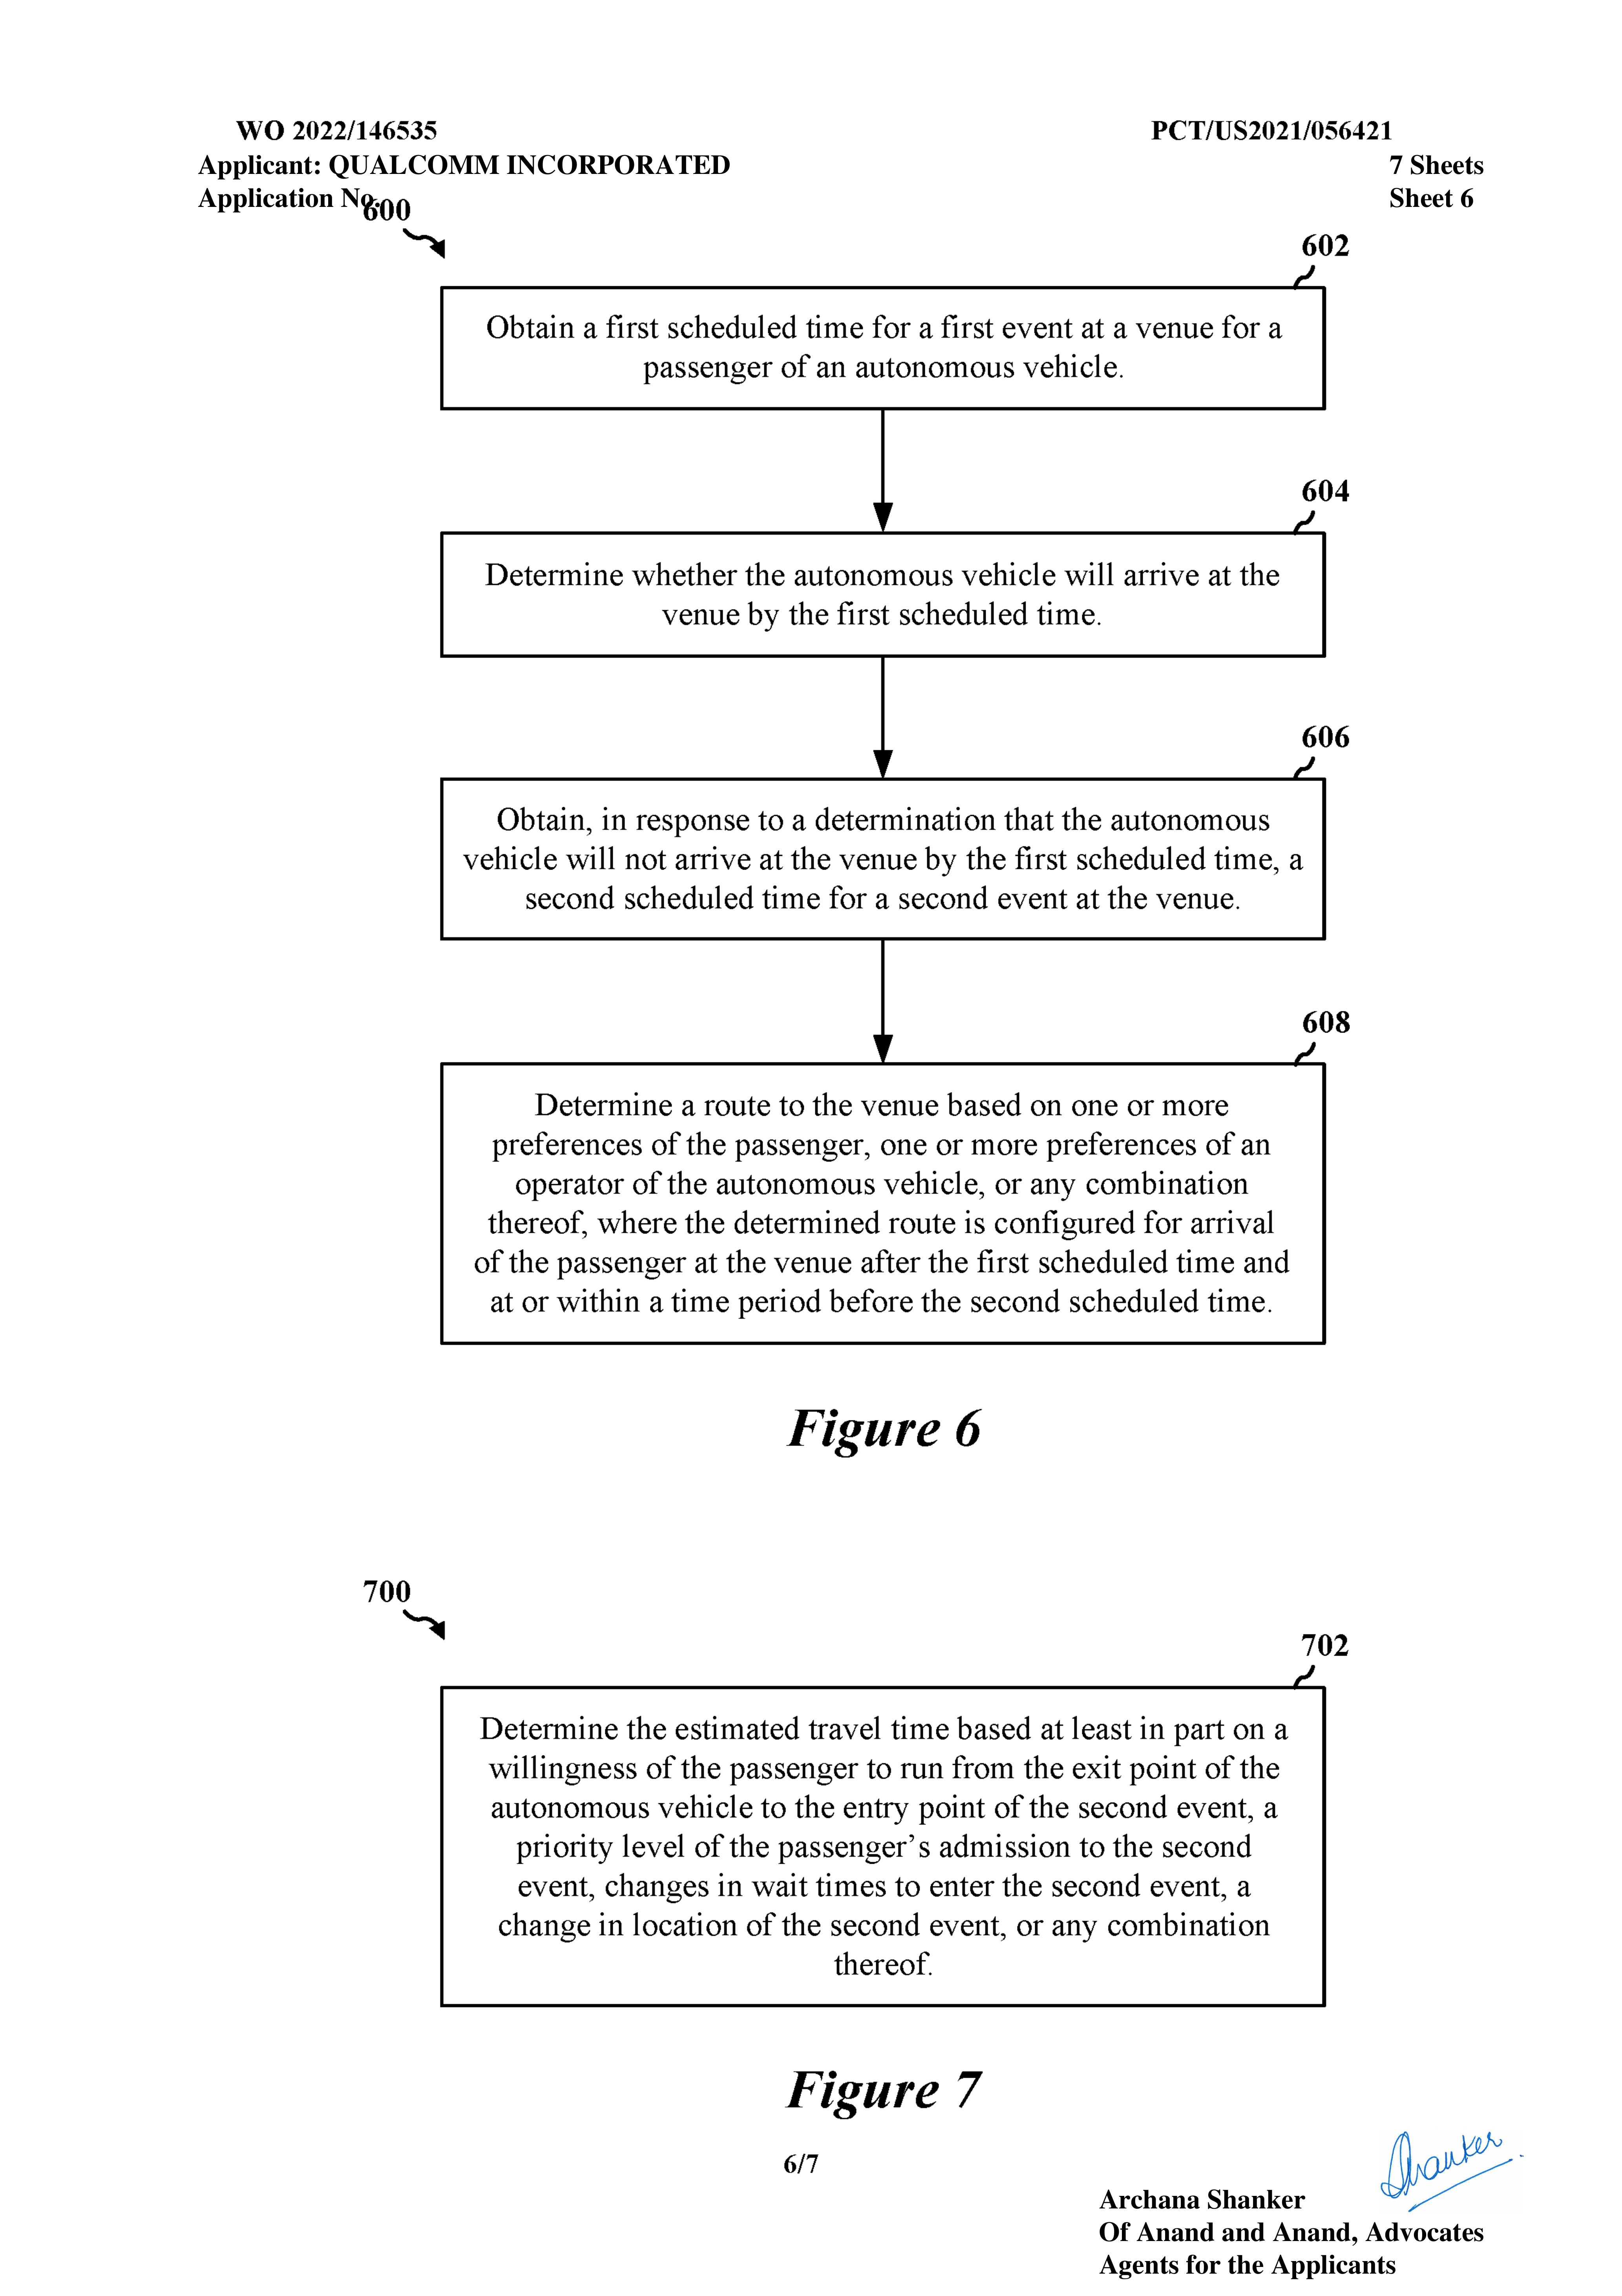 WO 2022/146535 PCT/US2021/056421
Applicant: QUALCOMM INCORPORATED 7 Sheets
Application No. Sheet 6
600
602
Obtain a first scheduled time for a first event at a venue for a
passenger of an autonomous vehicle.
604
Determine whether the autonomous vehicle will arrive at the
venue by the first scheduled time.
606
Obtain, in response to a determination that the autonomous
vehicle will not arrive at the venue by the first scheduled time, a
second scheduled time for a second event at the venue.
608
Determine a route to the venue based on one or more
preferences of the passenger, one or more preferences of an
operator of the autonomous vehicle, or any combination
thereof, where the determined route is configured for arrival
of the passenger at the venue after the first scheduled time and
at or within a time period before the second scheduled time.
Figure 6
700
702
Determine the estimated travel time based at least in part on a
willingness of the passenger to run from the exit point of the
autonomous vehicle to the entry point of the second event, a
priority level of the passenger’s admission to the second
event, changes in wait times to enter the second event, a
change in location of the second event, or any combination
thereof.
Figure 7
6/7
Shanker
Archana Shanker
Of Anand and Anand, Advocates
Agents for the Applicants